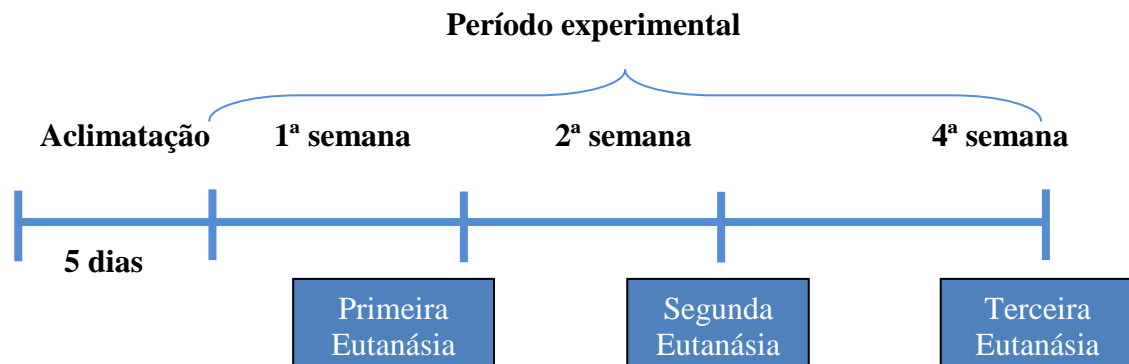 Período experimental
Aclimatação 1ª semana 2ª semana 4ª semana
5 dias
Primeira Segunda Terceira
Eutanásia Eutanásia Eutanásia